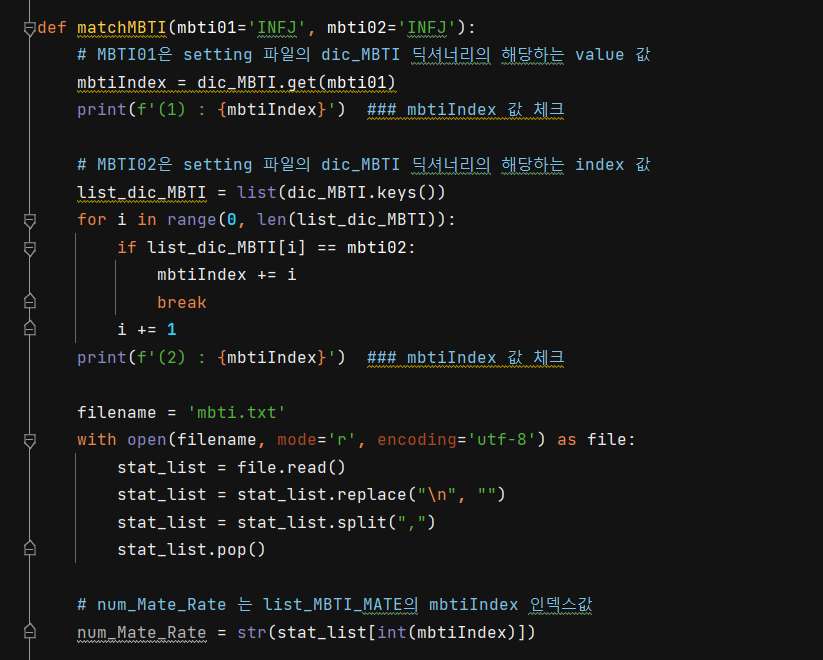 def matchMBTI(mbti01='INFJ', mbti02='INFJ'):
    # MBTI01은 setting 파일의 dic_MBTI 딕셔너리의 해당하는 value 값
    mbtiIndex = dic_MBTI.get(mbti01)
    print(f'(1) : {mbtiIndex}')  ### mbtiIndex 값 체크

    # MBTI02은 setting 파일의 dic_MBTI 딕셔너리의 해당하는 index 값
    list_dic_MBTI = list(dic_MBTI.keys())
    for i in range(0, len(list_dic_MBTI)):
        if list_dic_MBTI[i] == mbti02:
            mbtiIndex += i
            break
        i += 1
    print(f'(2) : {mbtiIndex}')  ### mbtiIndex 값 체크

    filename = 'mbti.txt'
    with open(filename, mode='r', encoding='utf-8') as file:
        stat_list = file.read()
        stat_list = stat_list.replace("\n", "")
        stat_list = stat_list.split(",")
        stat_list.pop()

    # num_Mate_Rate 는 list_MBTI_MATE의 mbtiIndex 인덱스값
    num_Mate_Rate = str(stat_list[int(mbtiIndex)])